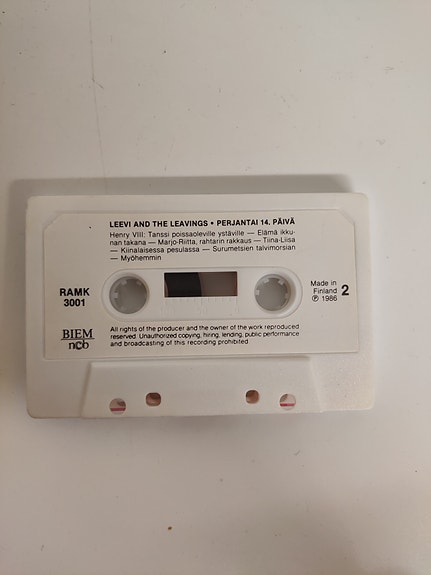 LEEVI AND THE LEAVINGS • PERJANTAI 14. PÄIVÄ
Henry VIII: Tanssi poissaoleville ystäville — Elämä ikku-
nan takana — Marjo-Riitta, rahtarin rakkaus — Tiina-Liisa
— Kiinalaisessa pesulassa — Surumetsien talvimorsian
— Myöhemmin
RAMK
3001
Made in
Finland
℗ 1986
2
BIEM
ncb
All rights of the producer and the owner of the work reproduced
reserved. Unauthorized copying, hiring, lending, public performance
and broadcasting of this recording prohibited.